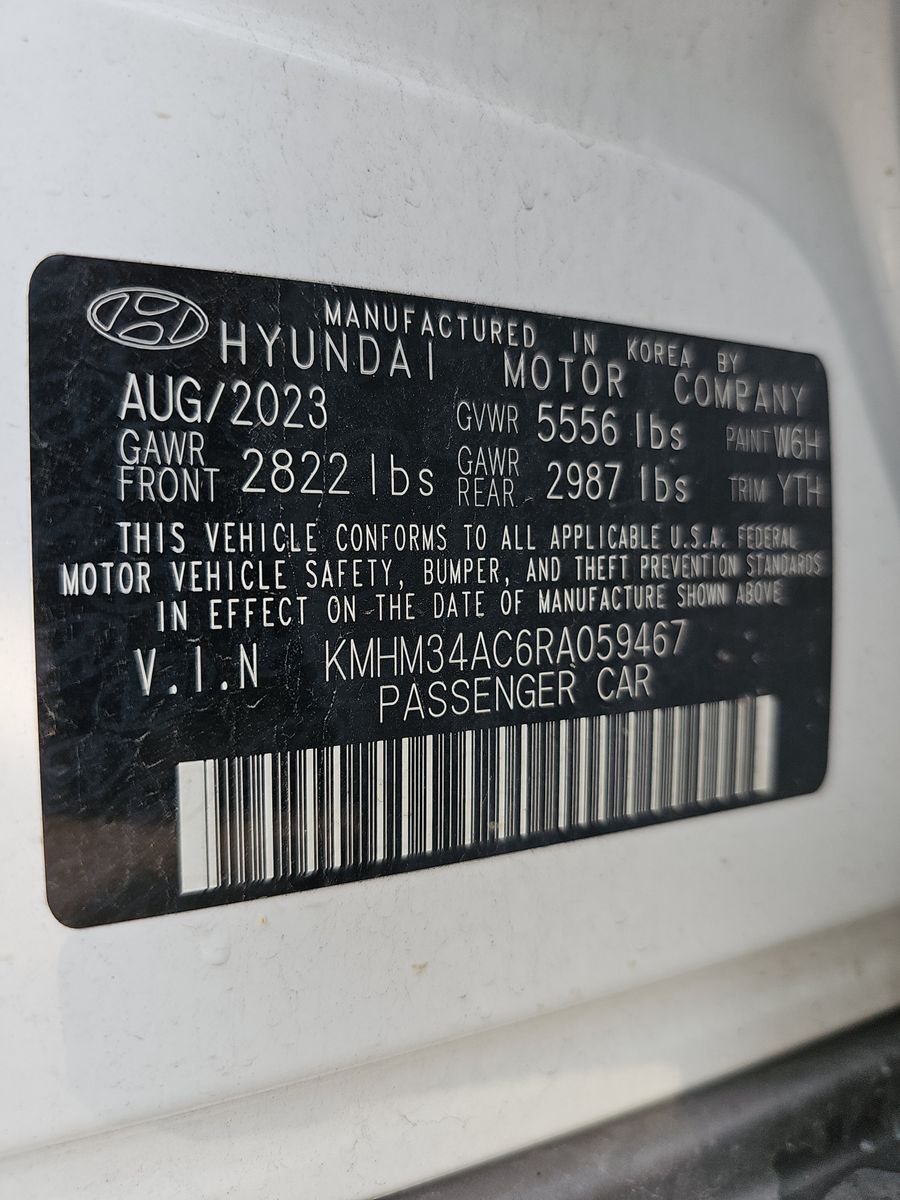 MANUFACTURED IN KOREA BY
HYUNDAI MOTOR COMPANY
AUG/2023 GVWR 5556 lbs PAINT W6H
GAWR FRONT 2822 lbs GAWR REAR. 2987 lbs TRIM YTH
THIS VEHICLE CONFORMS TO ALL APPLICABLE U.S.A. FEDERAL
MOTOR VEHICLE SAFETY, BUMPER, AND THEFT PREVENTION STANDARDS
IN EFFECT ON THE DATE OF MANUFACTURE SHOWN ABOVE
V.I.N KMHM34AC6RA059467
PASSENGER CAR